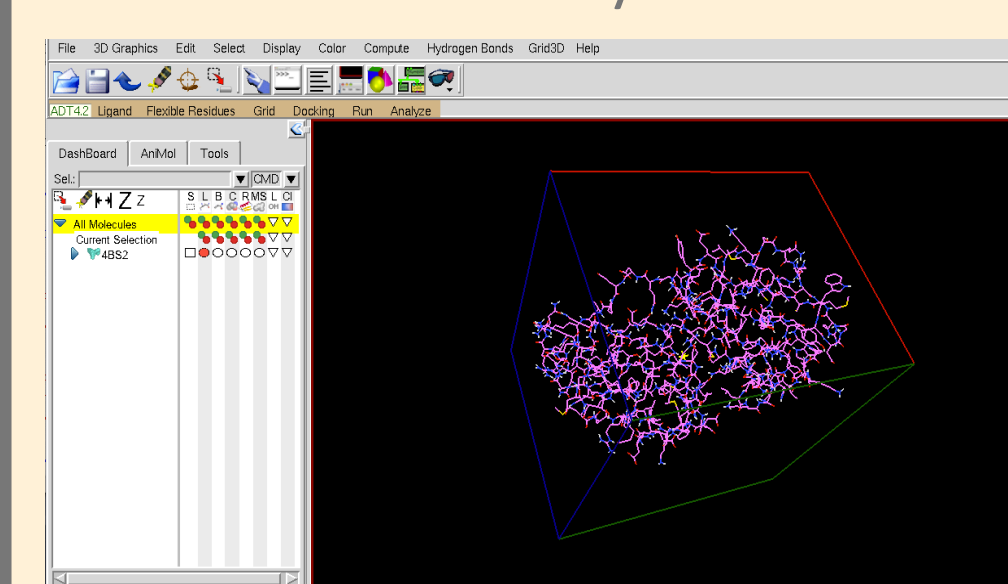 File 3D Graphics Edit Select Display Color Compute Hydrogen Bonds Grid3D Help
ADT4.2 Ligand Flexible Residues Grid Docking Run Analyze
DashBoard AniMol Tools
Sel.: CMD
Z Z S L B C R MS L Cl
All Molecules
Current Selection
4BS2